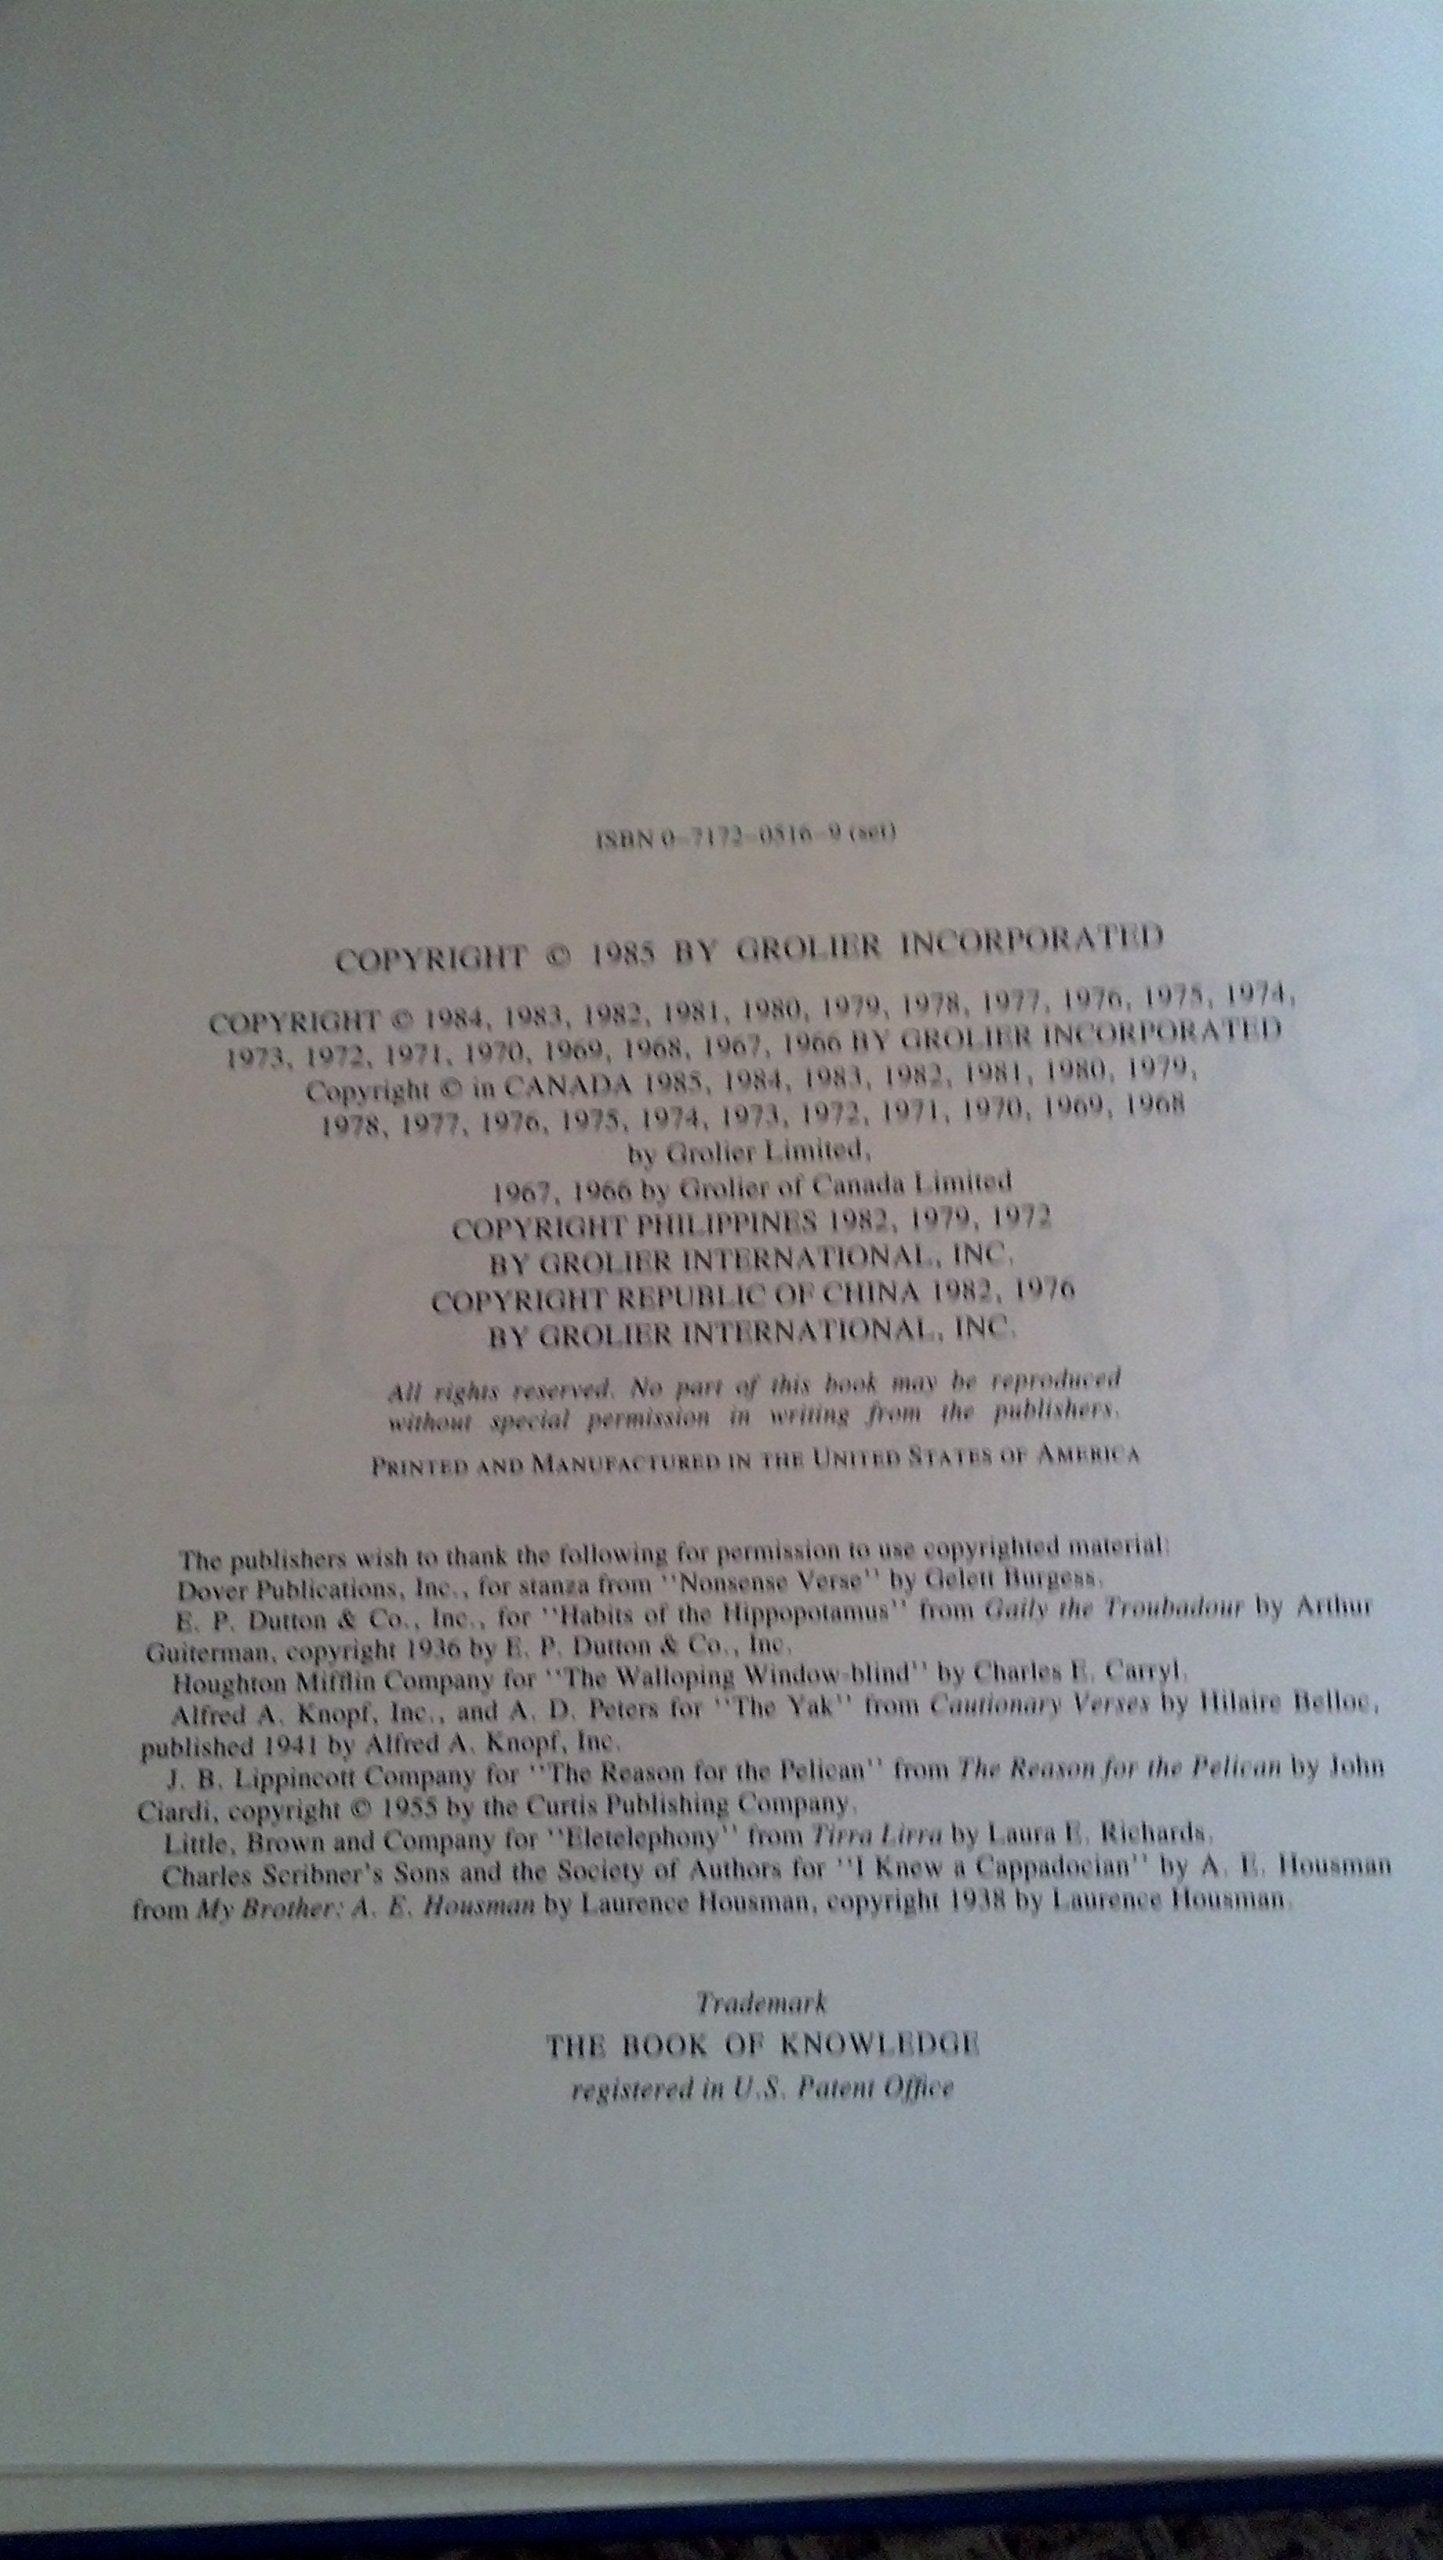 ISBN 0-7172-0516-9 (set)
COPYRIGHT © 1985 BY GROLIER INCORPORATED
COPYRIGHT © 1984, 1983, 1982, 1981, 1980, 1979, 1978, 1977, 1976, 1975, 1974,
1973, 1972, 1971, 1970, 1969, 1968, 1967, 1966 BY GROLIER INCORPORATED
Copyright © in CANADA 1985, 1984, 1983, 1982, 1981, 1980, 1979,
1978, 1977, 1976, 1975, 1974, 1973, 1972, 1971, 1970, 1969, 1968
by Grolier Limited,
1967, 1966 by Grolier of Canada Limited
COPYRIGHT PHILIPPINES 1982, 1979, 1972
BY GROLIER INTERNATIONAL, INC.
COPYRIGHT REPUBLIC OF CHINA 1982, 1976
BY GROLIER INTERNATIONAL, INC.
All rights reserved. No part of this book may be reproduced
without special permission in writing from the publishers.
PRINTED AND MANUFACTURED IN THE UNITED STATES OF AMERICA
The publishers wish to thank the following for permission to use copyrighted material:
Dover Publications, Inc., for stanza from ''Nonsense Verse'' by Gelett Burgess.
E. P. Dutton & Co., Inc., for ''Habits of the Hippopotamus'' from Gaily the Troubadour by Arthur
Guiterman, copyright 1936 by E. P. Dutton & Co., Inc.
Houghton Mifflin Company for ''The Walloping Window-blind'' by Charles E. Carryl.
Alfred A. Knopf, Inc., and A. D. Peters for ''The Yak'' from Cautionary Verses by Hilaire Belloc,
published 1941 by Alfred A. Knopf, Inc.
J. B. Lippincott Company for ''The Reason for the Pelican'' from The Reason for the Pelican by John
Ciardi, copyright © 1955 by the Curtis Publishing Company.
Little, Brown and Company for ''Eletelephony'' from Tirra Lirra by Laura E. Richards.
Charles Scribner's Sons and the Society of Authors for ''I Knew a Cappadocian'' by A. E. Housman
from My Brother: A. E. Housman by Laurence Housman, copyright 1938 by Laurence Housman.
Trademark
THE BOOK OF KNOWLEDGE
registered in U.S. Patent Office